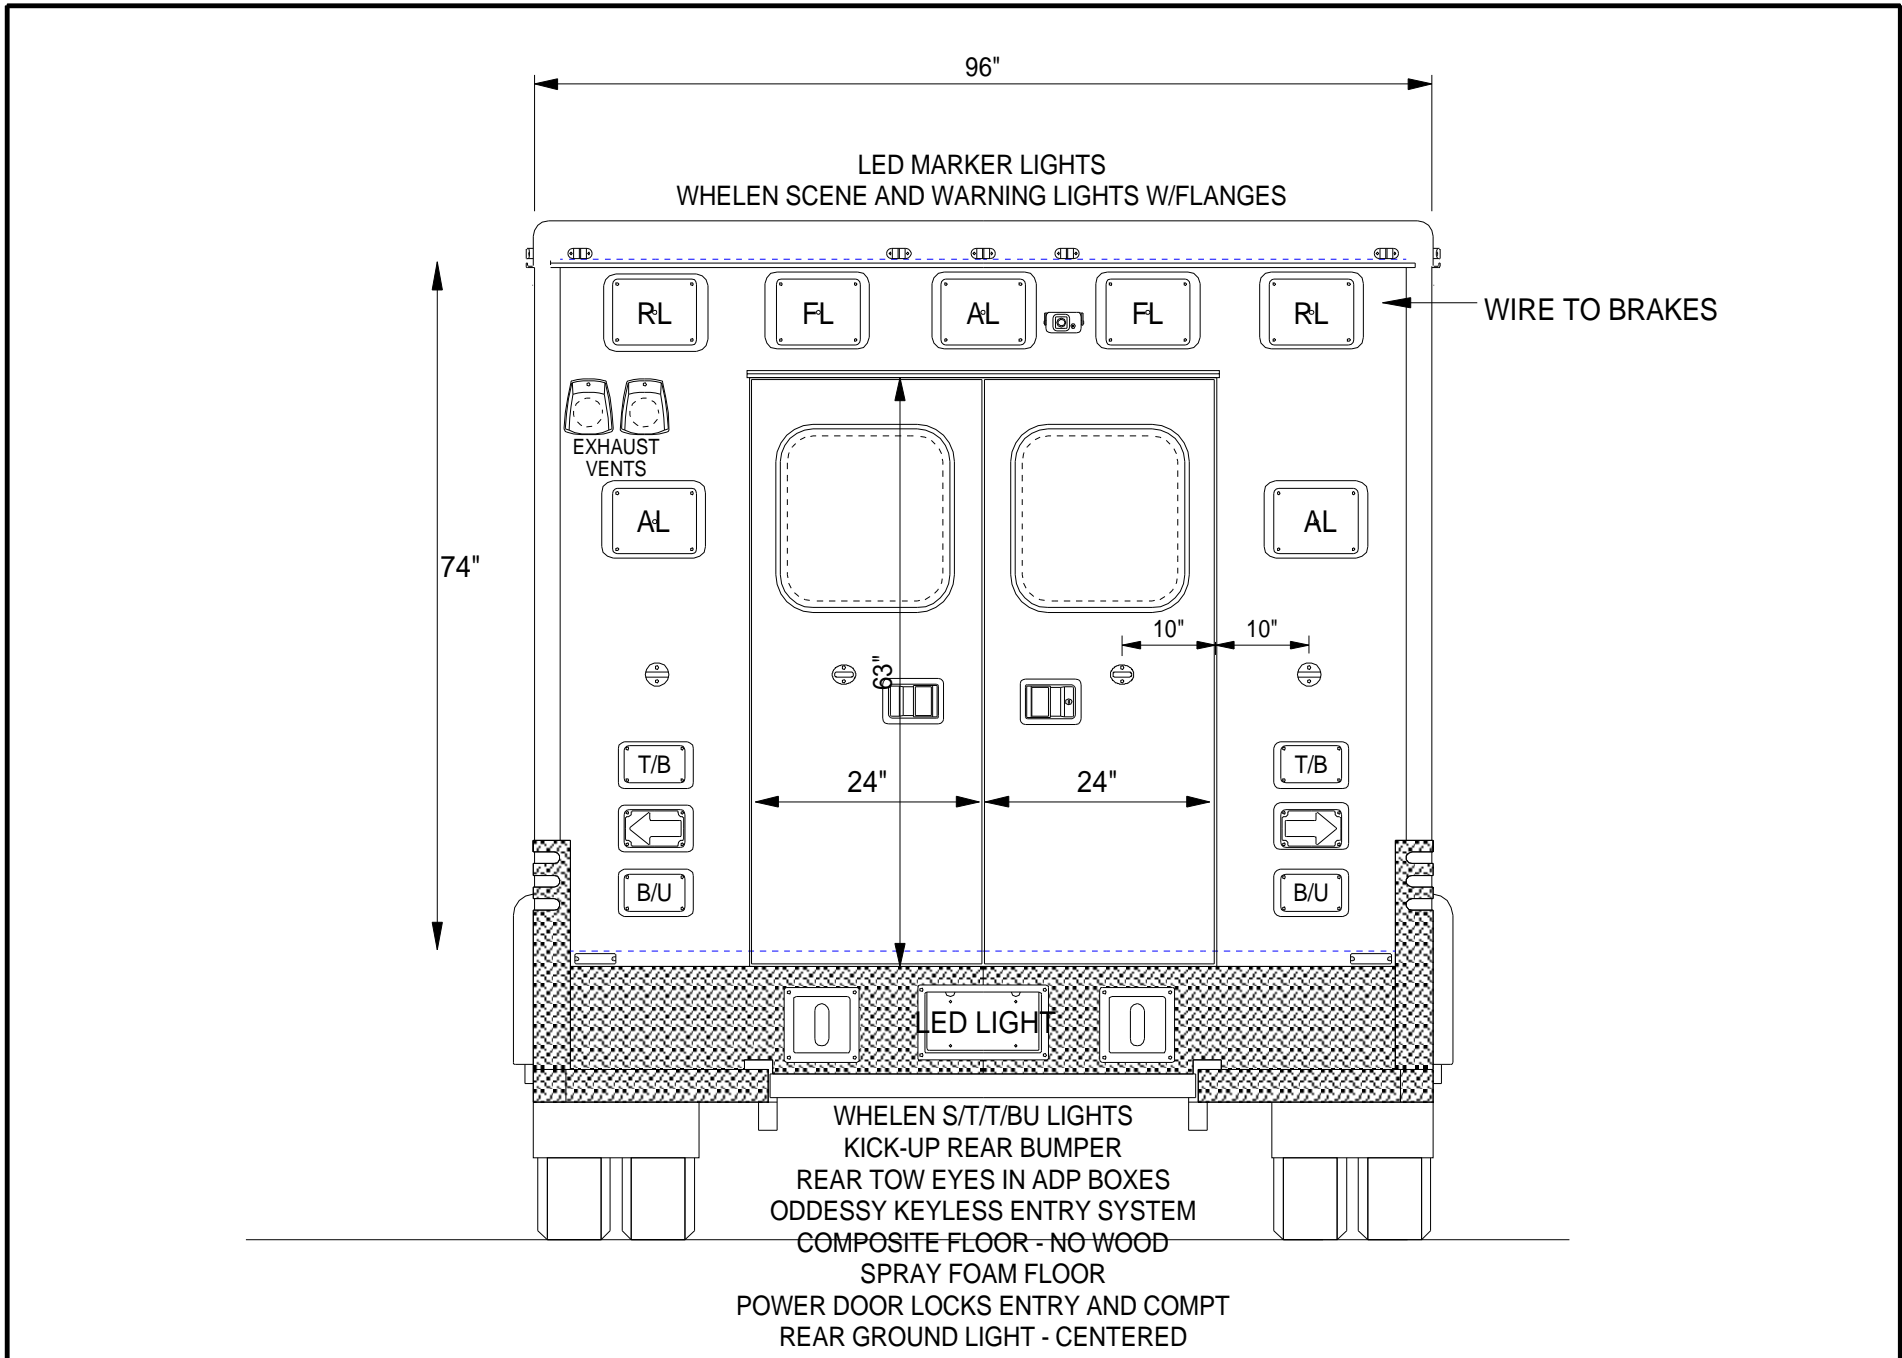 96"
LED MARKER LIGHTS
WHELEN SCENE AND WARNING LIGHTS W/FLANGES
RL
FL
AL
FL
RL
WIRE TO BRAKES
EXHAUST
VENTS
AL
AL
74"
10"
10"
63"
T/B
T/B
24"
24"
B/U
B/U
LED LIGHT
WHELEN S/T/T/BU LIGHTS
KICK-UP REAR BUMPER
REAR TOW EYES IN ADP BOXES
ODDESSY KEYLESS ENTRY SYSTEM
COMPOSITE FLOOR - NO WOOD
SPRAY FOAM FLOOR
POWER DOOR LOCKS ENTRY AND COMPT
REAR GROUND LIGHT - CENTERED